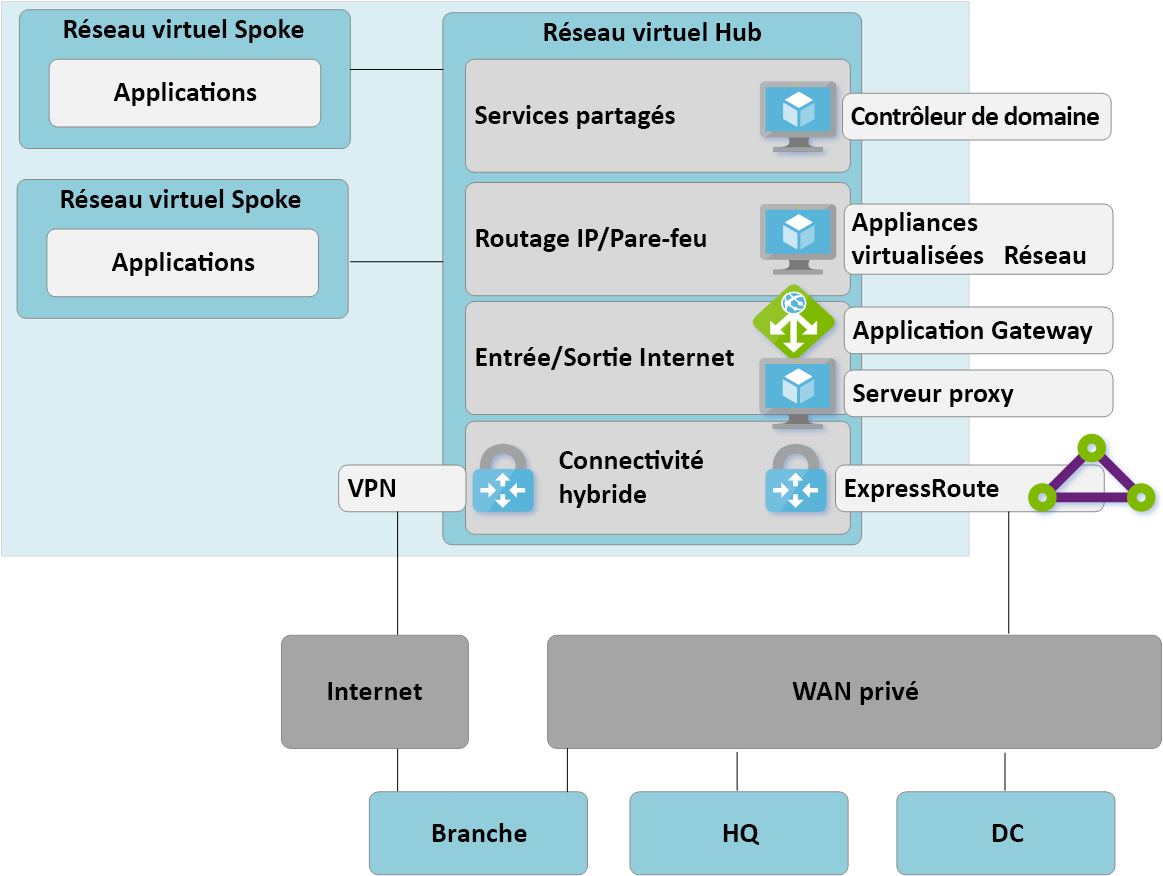 Réseau virtuel Spoke
Applications
Réseau virtuel Spoke
Applications
Réseau virtuel Hub
Services partagés
Contrôleur de domaine
Routage IP/Pare-feu
Appliances
virtualisées Réseau
Entrée/Sortie Internet
Application Gateway
Serveur proxy
VPN
Connectivité
hybride
ExpressRoute
Internet
WAN privé
Branche
HQ
DC